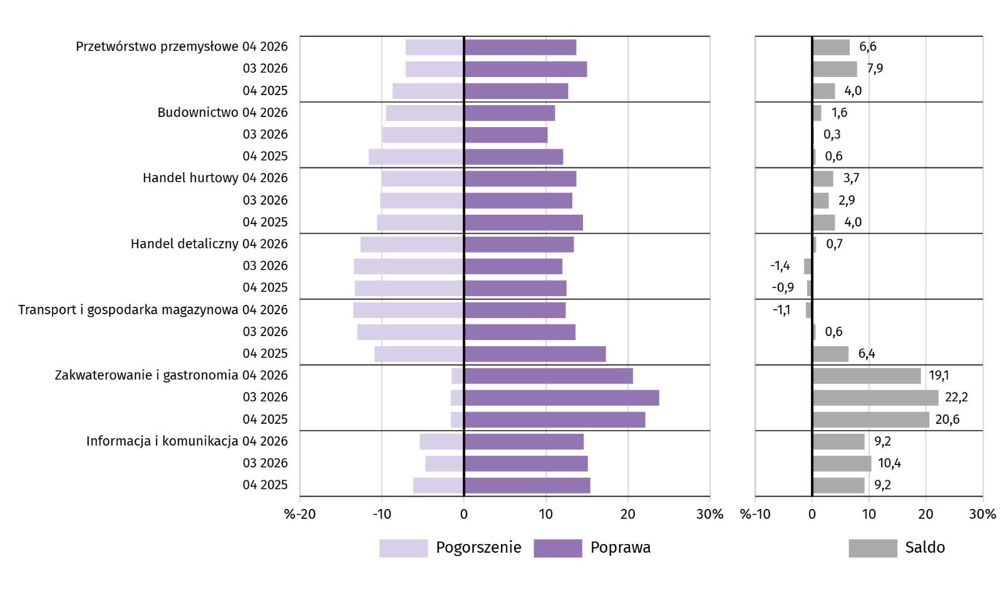 Przetwórstwo przemysłowe 04 2026 6,6
03 2026 7,9
04 2025 4,0
Budownictwo 04 2026 1,6
03 2026 0,3
04 2025 0,6
Handel hurtowy 04 2026 3,7
03 2026 2,9
04 2025 4,0
Handel detaliczny 04 2026 0,7
03 2026 -1,4
04 2025 -0,9
Transport i gospodarka magazynowa 04 2026 -1,1
03 2026 0,6
04 2025 6,4
Zakwaterowanie i gastronomia 04 2026 19,1
03 2026 22,2
04 2025 20,6
Informacja i komunikacja 04 2026 9,2
03 2026 10,4
04 2025 9,2
%-20 -10 0 10 20 30% %-10 0 10 20 30%
Pogorszenie Poprawa Saldo